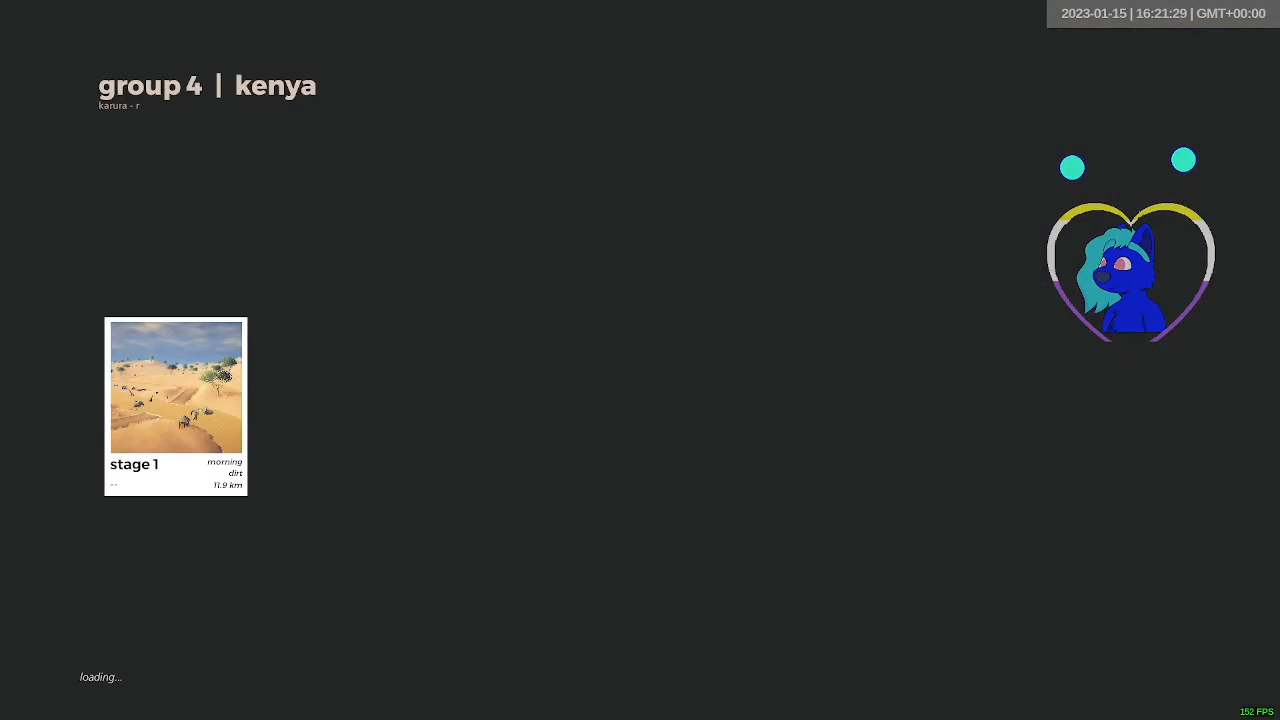 2023-01-15 | 16:21:29 | GMT+00:00
group 4 | kenya
karura - r
stage 1
morning
dirt
--
11.9 km
loading...
152 FPS